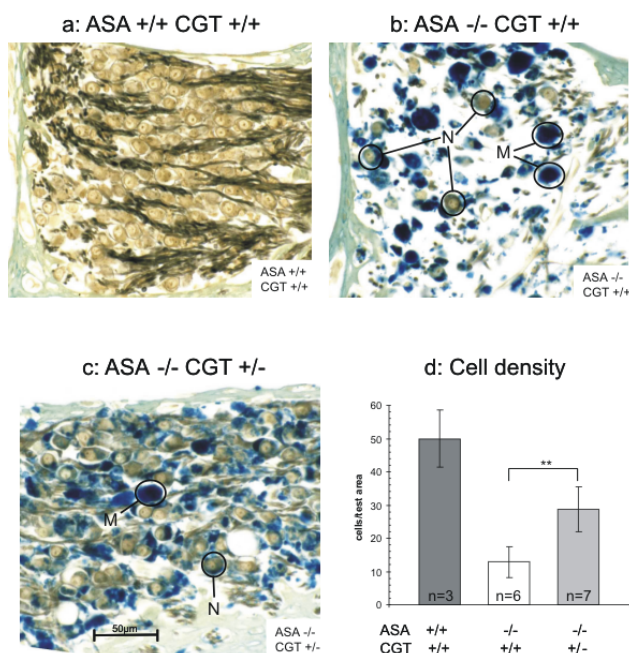 a: ASA +/+ CGT +/+
b: ASA -/- CGT +/+
N
M
ASA +/+
CGT +/+
ASA -/-
CGT +/+
c: ASA -/- CGT +/-
M
N
50µm
ASA -/-
CGT +/-
d: Cell density
cells/test area
60
50
40
30
20
10
0
**
n=3 n=6 n=7
ASA +/+ -/- -/-
CGT +/+ +/+ +/-